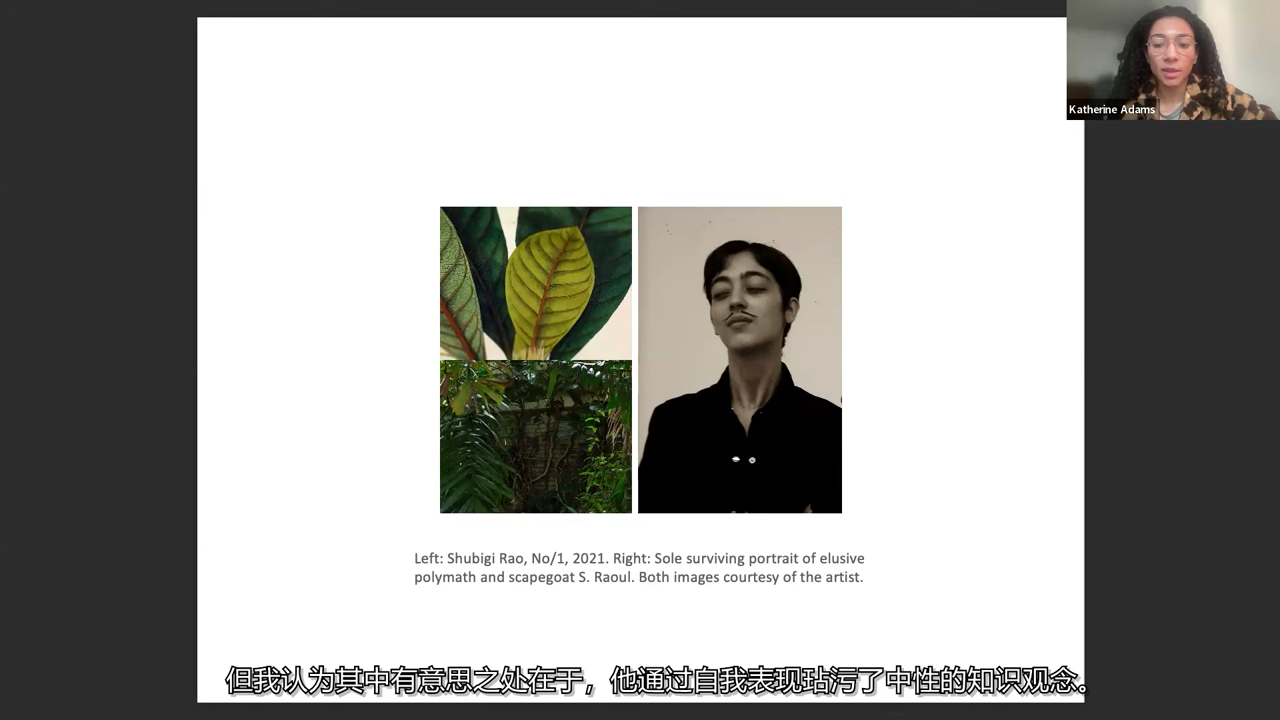 Katherine Adams
Left: Shubigi Rao, No/1, 2021. Right: Sole surviving portrait of elusive
polymath and scapegoat S. Raoul. Both images courtesy of the artist.
但我认为其中有意思之处在于，他通过自我表现玷污了中性的知识观念。